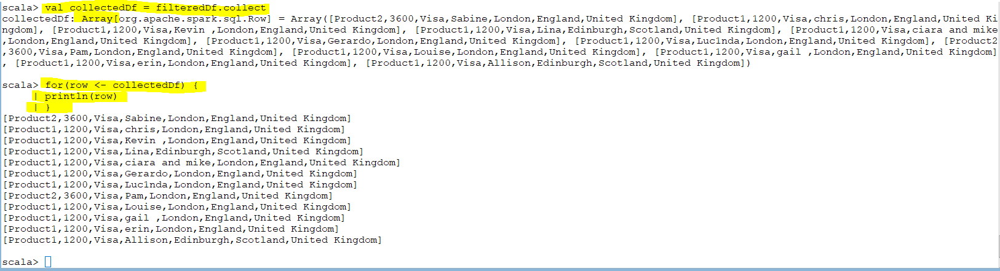 scala> val collectedDf = filteredDf.collect
collectedDf: Array[org.apache.spark.sql.Row] = Array([Product2,3600,Visa,Sabine,London,England,United Kingdom], [Product1,1200,Visa,chris,London,England,United Ki
ngdom], [Product1,1200,Visa,Kevin ,London,England,United Kingdom], [Product1,1200,Visa,Lina,Edinburgh,Scotland,United Kingdom], [Product1,1200,Visa,ciara and mike
,London,England,United Kingdom], [Product1,1200,Visa,Gerardo,London,England,United Kingdom], [Product1,1200,Visa,Luc1nda,London,England,United Kingdom], [Product2
,3600,Visa,Pam,London,England,United Kingdom], [Product1,1200,Visa,Louise,London,England,United Kingdom], [Product1,1200,Visa,gail ,London,England,United Kingdom]
, [Product1,1200,Visa,erin,London,England,United Kingdom], [Product1,1200,Visa,Allison,Edinburgh,Scotland,United Kingdom])
scala> for(row <- collectedDf) {
| println(row)
| }
[Product2,3600,Visa,Sabine,London,England,United Kingdom]
[Product1,1200,Visa,chris,London,England,United Kingdom]
[Product1,1200,Visa,Kevin ,London,England,United Kingdom]
[Product1,1200,Visa,Lina,Edinburgh,Scotland,United Kingdom]
[Product1,1200,Visa,ciara and mike,London,England,United Kingdom]
[Product1,1200,Visa,Gerardo,London,England,United Kingdom]
[Product1,1200,Visa,Luc1nda,London,England,United Kingdom]
[Product2,3600,Visa,Pam,London,England,United Kingdom]
[Product1,1200,Visa,Louise,London,England,United Kingdom]
[Product1,1200,Visa,gail ,London,England,United Kingdom]
[Product1,1200,Visa,erin,London,England,United Kingdom]
[Product1,1200,Visa,Allison,Edinburgh,Scotland,United Kingdom]
scala>